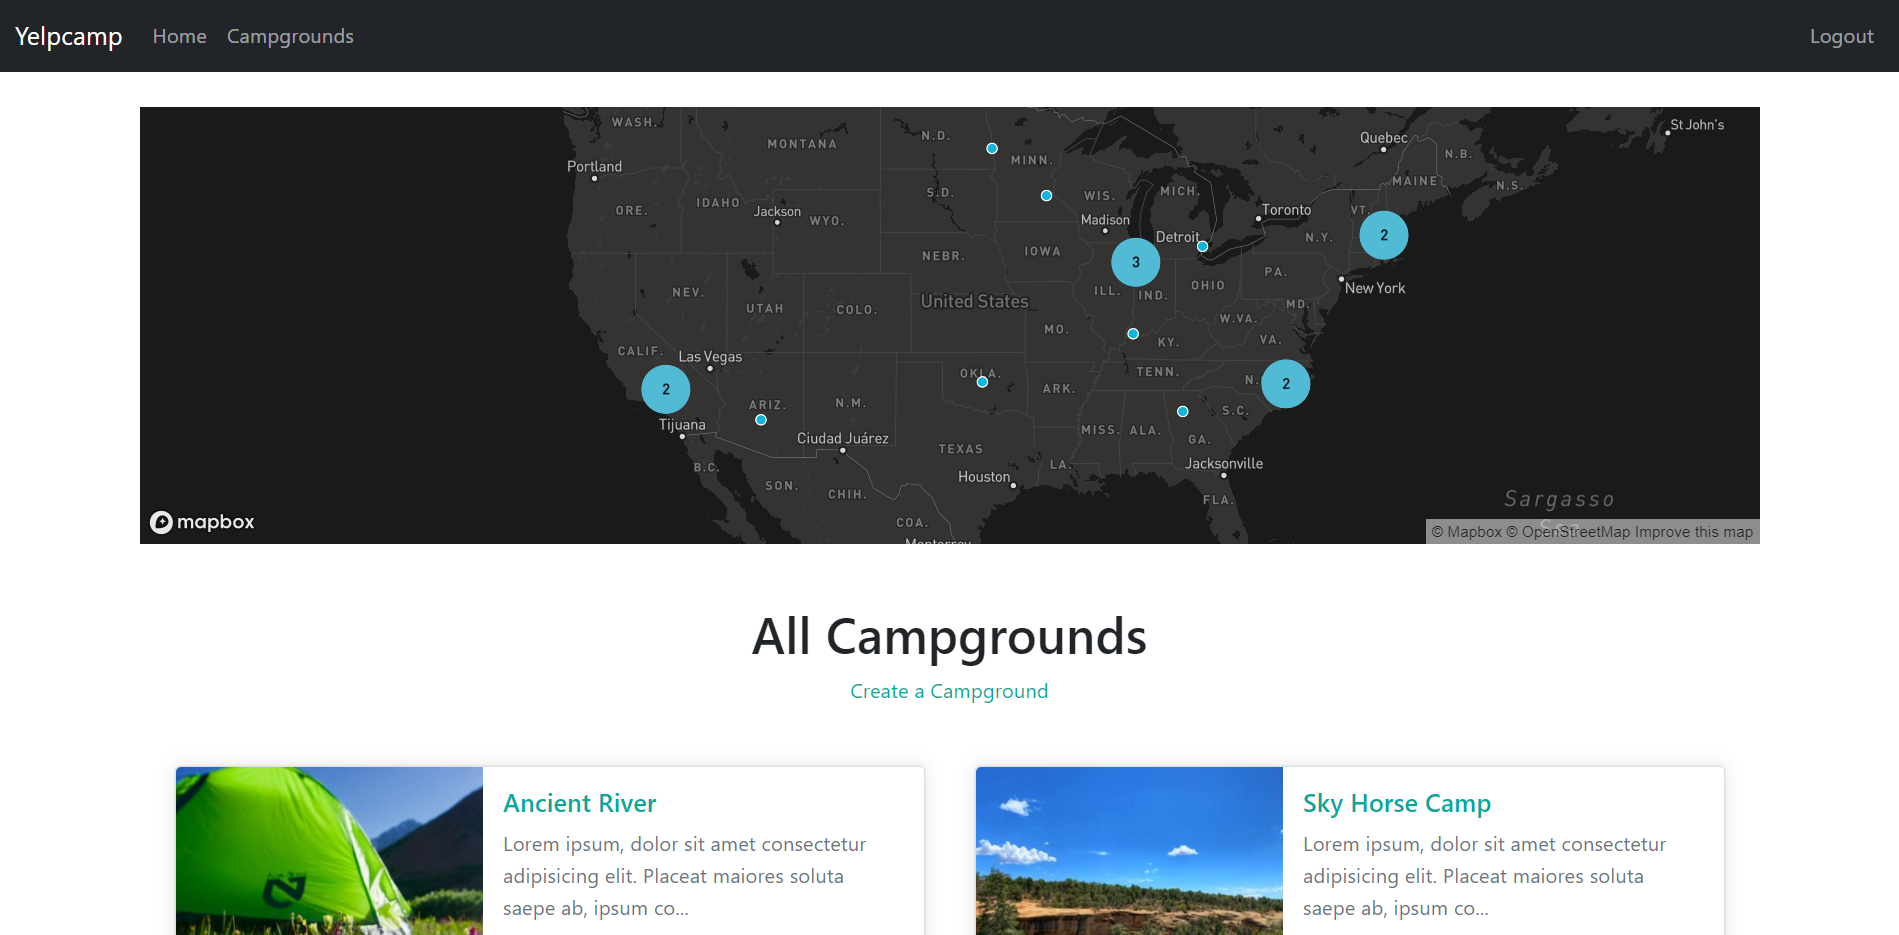 Yelpcamp Home Campgrounds Logout
WASH.
MONTANA
N.D.
MINN.
Quebec
St John's
N.B.
Portland
ORE.
IDAHO
Jackson
WYO.
S.D.
WIS.
MICH.
MAINE
N.S.
Madison
Toronto
VT.
Detroit
N.Y.
2
NEBR.
IOWA
3
PA.
NEV.
UTAH
COLO.
United States
ILL.
IND.
OHIO
New York
MD.
W.VA.
MO.
KY.
VA.
CALIF.
Las Vegas
2
ARIZ.
N.M.
OKLA.
ARK.
TENN.
N.
2
S.C.
Tijuana
Ciudad Juárez
TEXAS
MISS.
ALA.
GA.
B.C.
SON.
CHIH.
Houston
LA.
Jacksonville
FLA.
COA.
Monterrey
Sargasso
Sea
mapbox
© Mapbox © OpenStreetMap Improve this map
All Campgrounds
Create a Campground
Ancient River
Lorem ipsum, dolor sit amet consectetur
adipisicing elit. Placeat maiores soluta
saepe ab, ipsum co...
Sky Horse Camp
Lorem ipsum, dolor sit amet consectetur
adipisicing elit. Placeat maiores soluta
saepe ab, ipsum co...